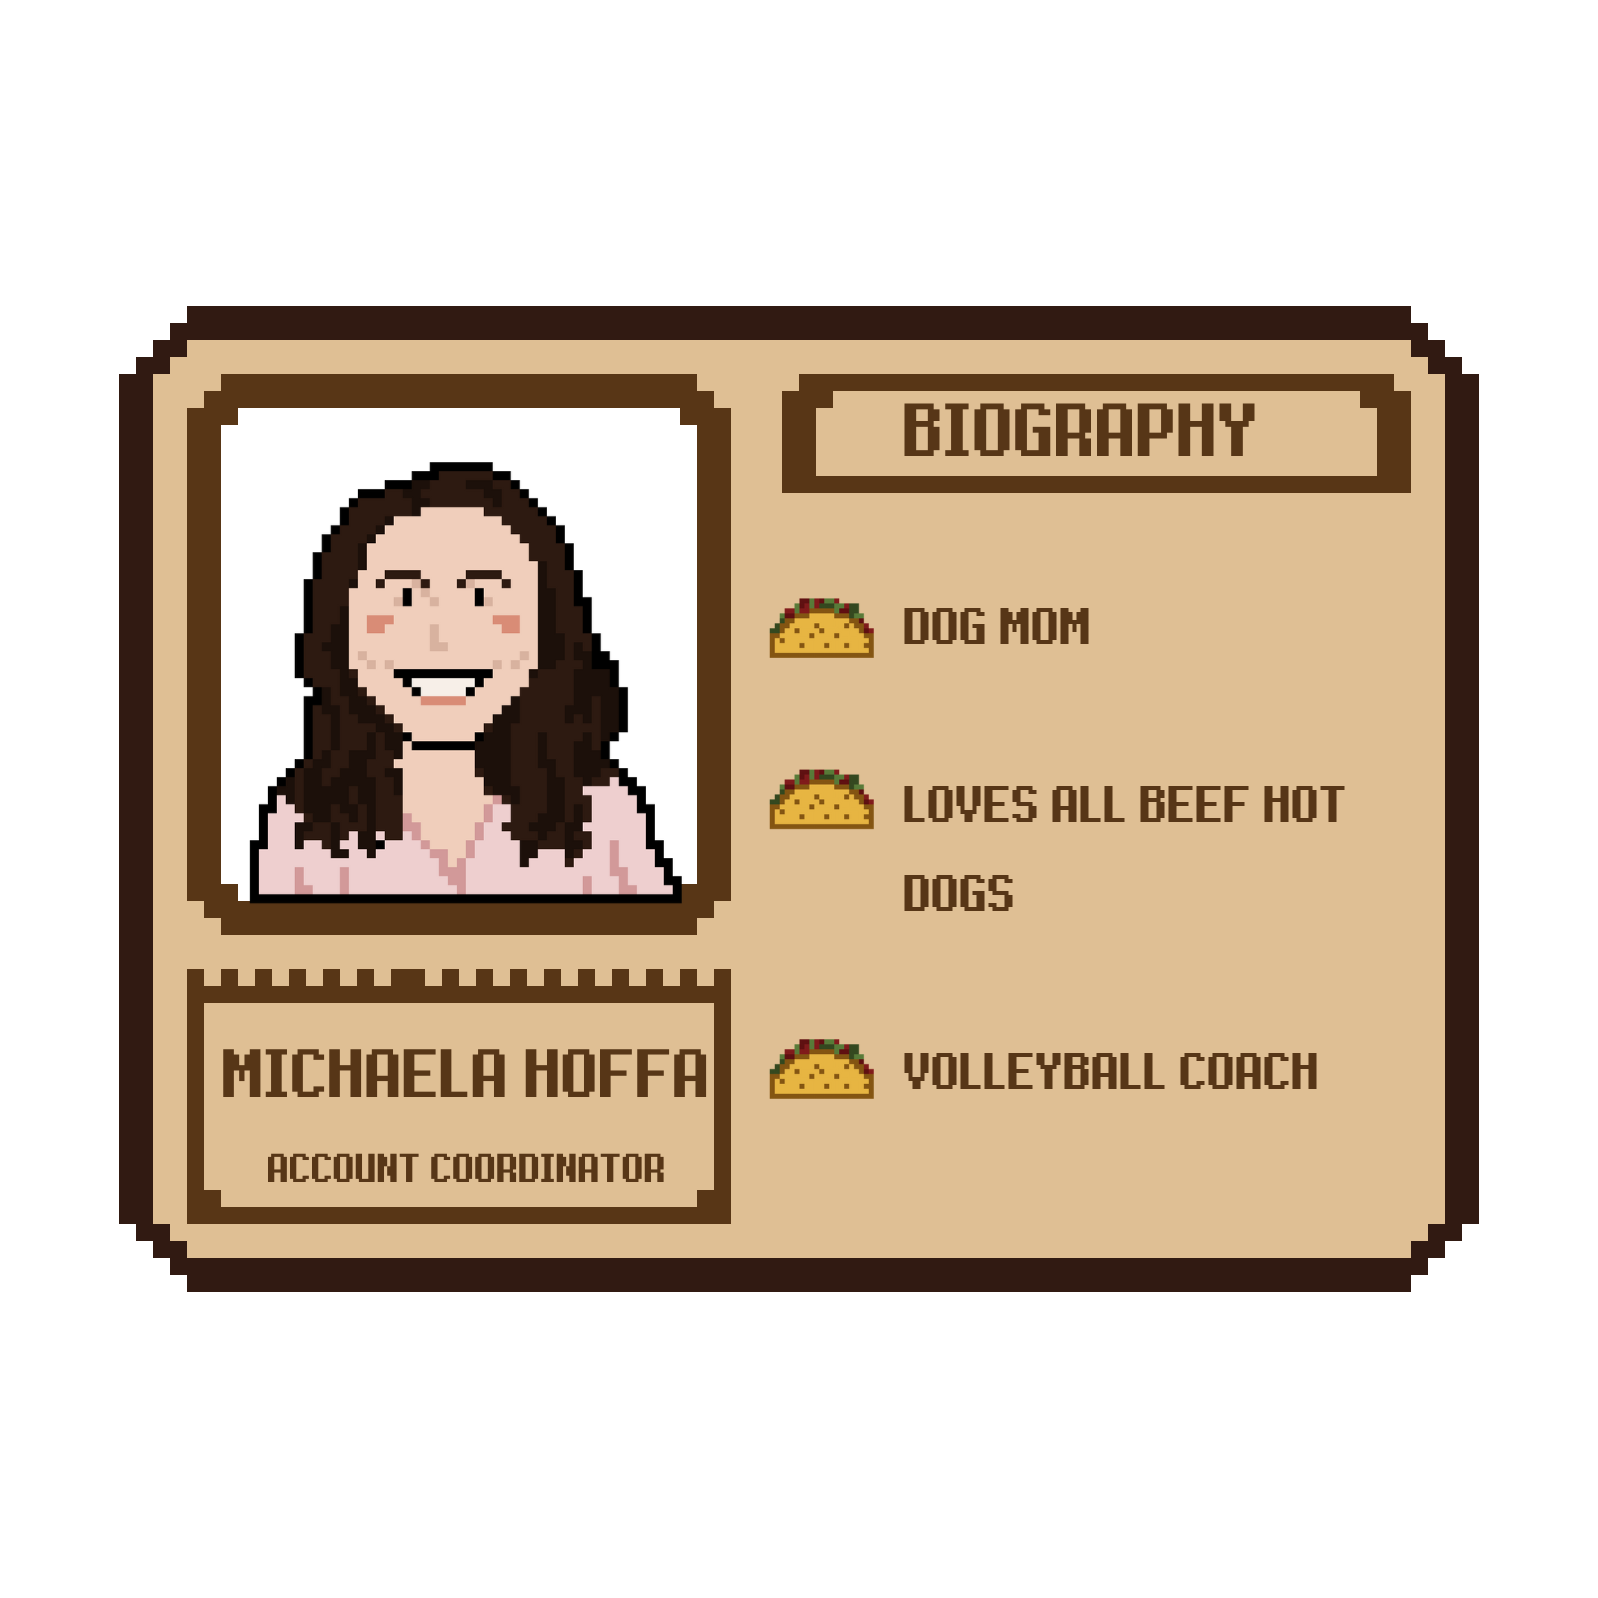 BIOGRAPHY
DOG MOM
LOVES ALL BEEF HOT
DOGS
VOLLEYBALL COACH
MICHAELA HOFFA
ACCOUNT COORDINATOR